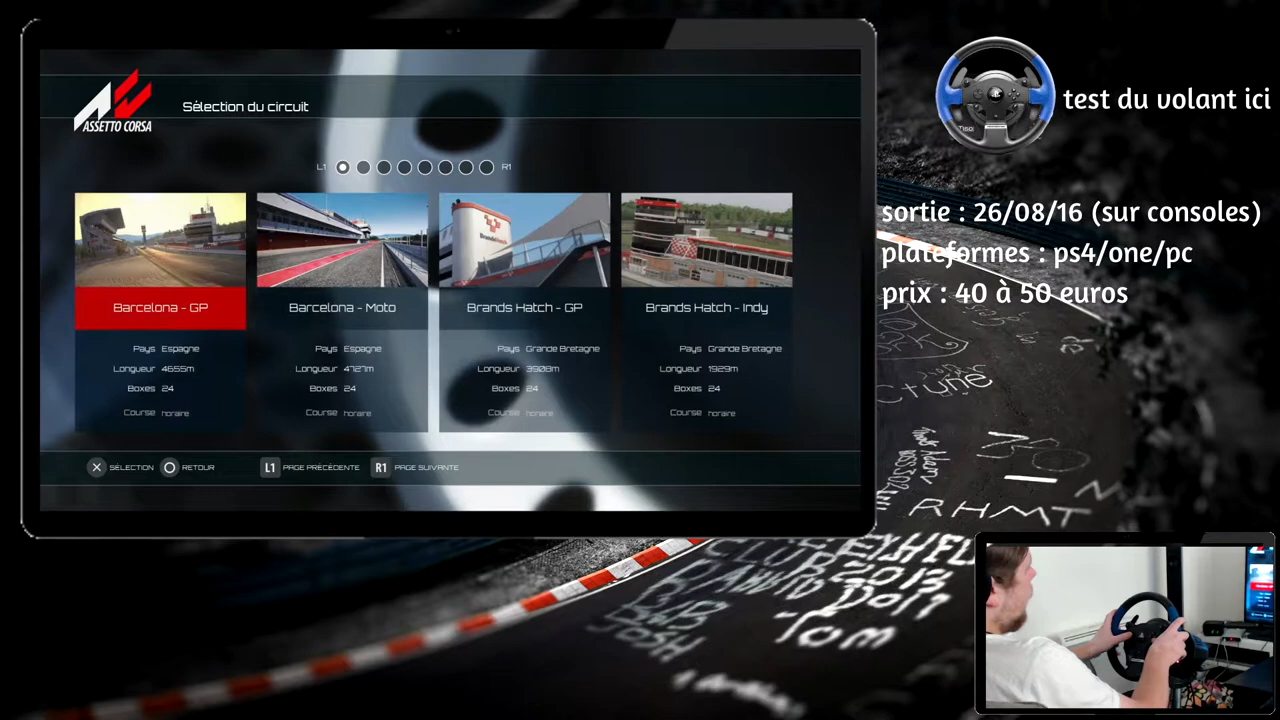 ASSETTO CORSA
Sélection du circuit
L1
R1
Barcelona - GP
Pays Espagne
Longueur 4655m
Boxes 24
Course horaire
Barcelona - Moto
Pays Espagne
Longueur 4727m
Boxes 24
Course horaire
Brands Hatch - GP
Pays Grande Bretagne
Longueur 3908m
Boxes 24
Course horaire
Brands Hatch - Indy
Pays Grande Bretagne
Longueur 1929m
Boxes 24
Course horaire
SÉLECTION
RETOUR
L1 PAGE PRÉCÉDENTE
R1 PAGE SUIVANTE
test du volant ici
sortie : 26/08/16 (sur consoles)
plateformes : ps4/one/pc
prix : 40 à 50 euros
RHMT
CLUB 2013
JOSH
Tom